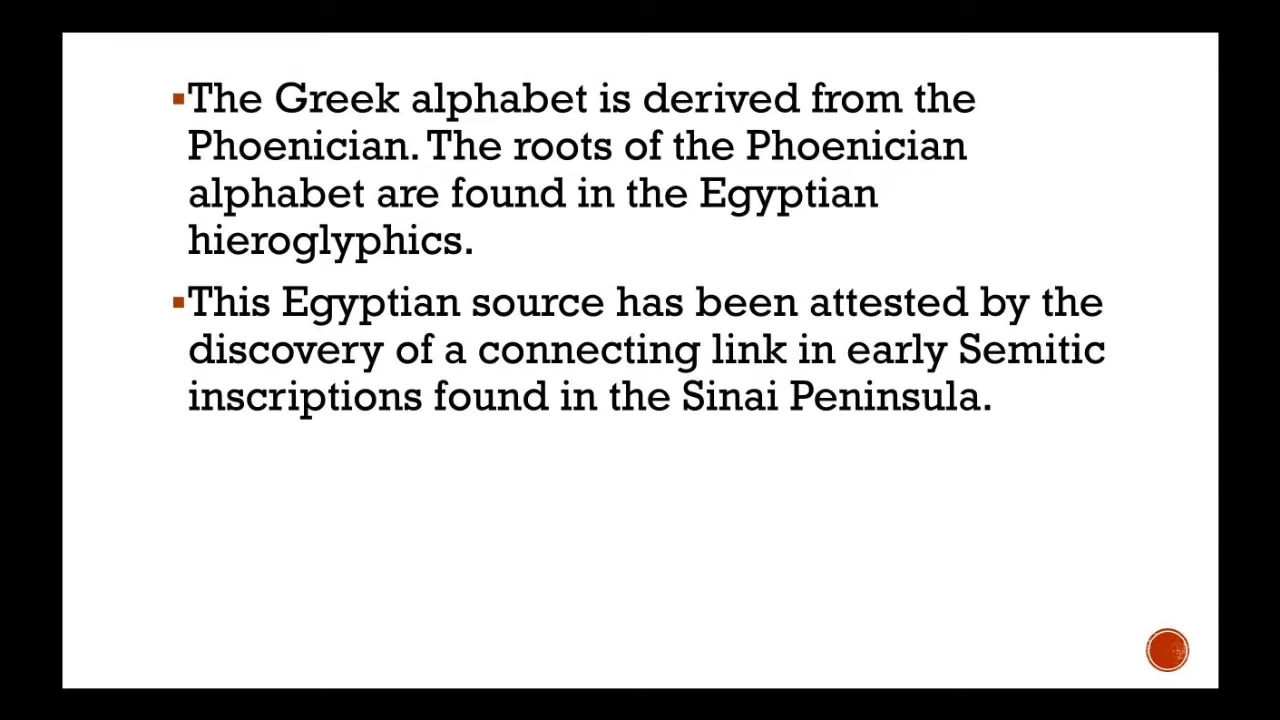 ▪The Greek alphabet is derived from the
Phoenician. The roots of the Phoenician
alphabet are found in the Egyptian
hieroglyphics.
▪This Egyptian source has been attested by the
discovery of a connecting link in early Semitic
inscriptions found in the Sinai Peninsula.